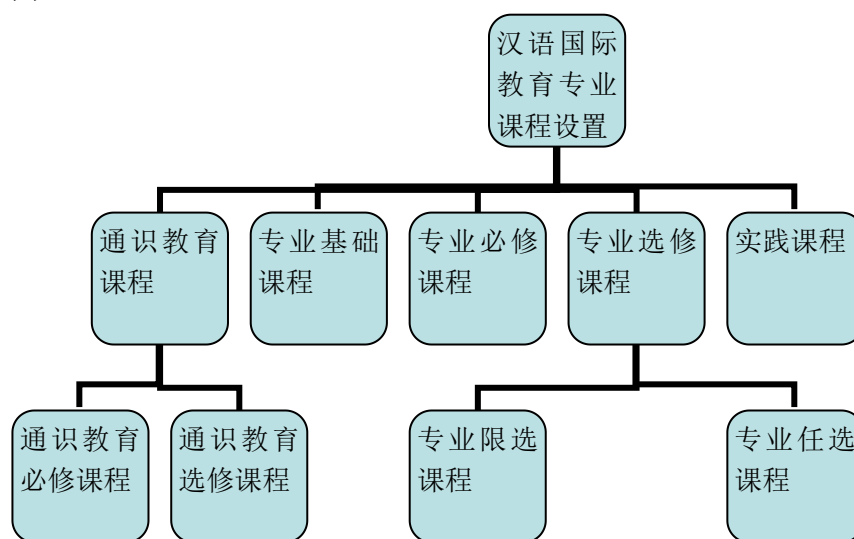 汉语国际
教育专业
课程设置
通识教育
课程
专业基础
课程
专业必修
课程
专业选修
课程
实践课程
通识教育
必修课程
通识教育
选修课程
专业限选
课程
专业任选
课程